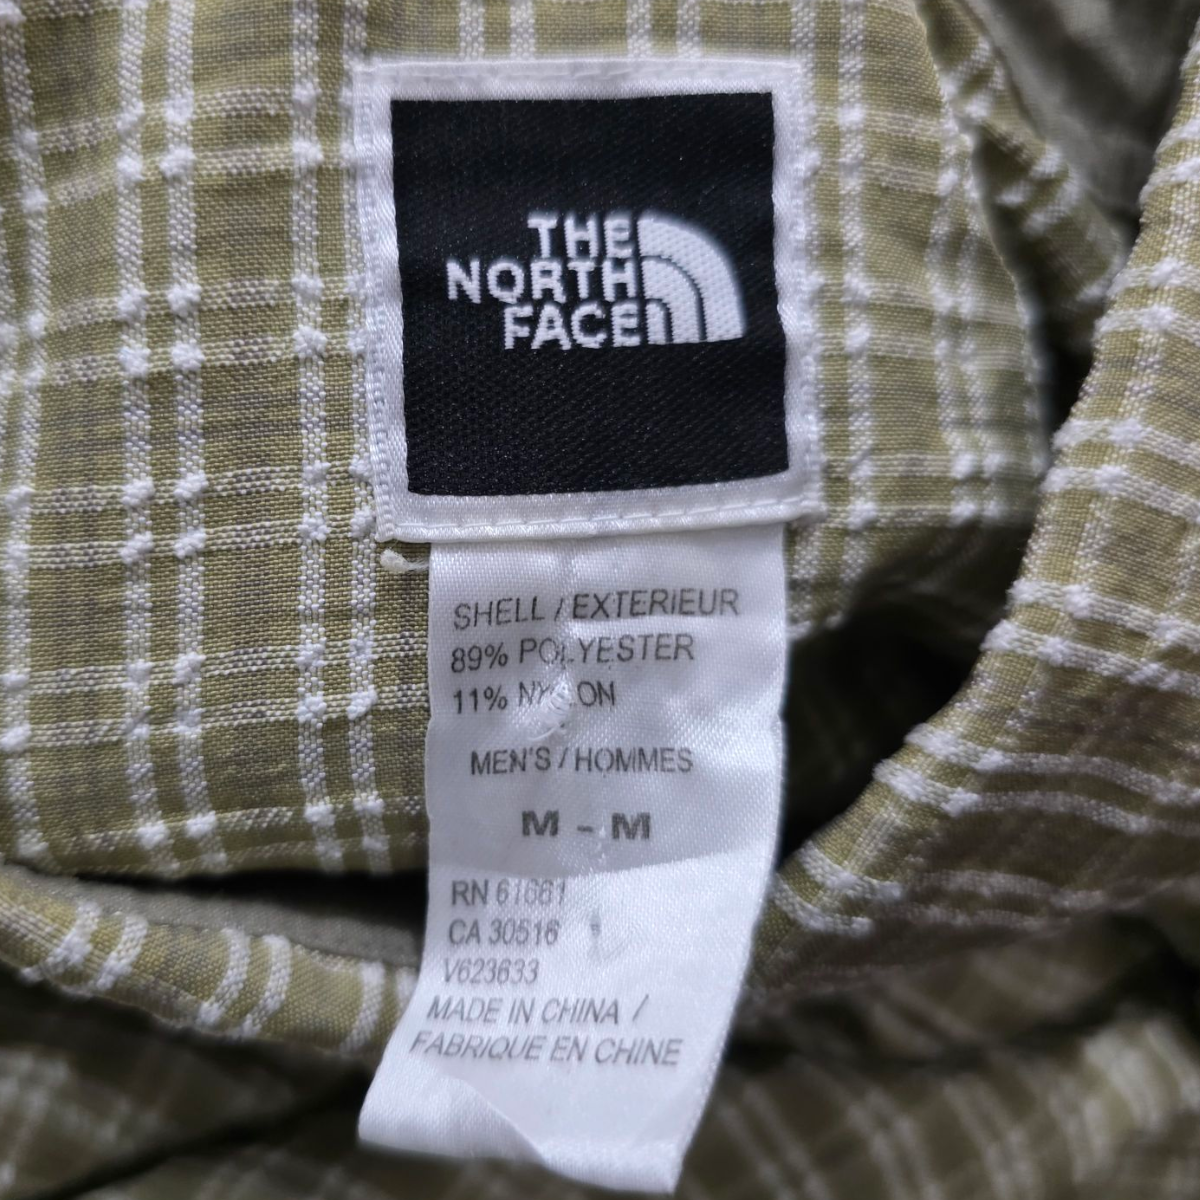 THE
NORTH
FACE
SHELL / EXTERIEUR
89% POLYESTER
11% NYLON
MEN'S / HOMMES
M - M
RN 61661
CA 30516
V623633
MADE IN CHINA /
FABRIQUE EN CHINE